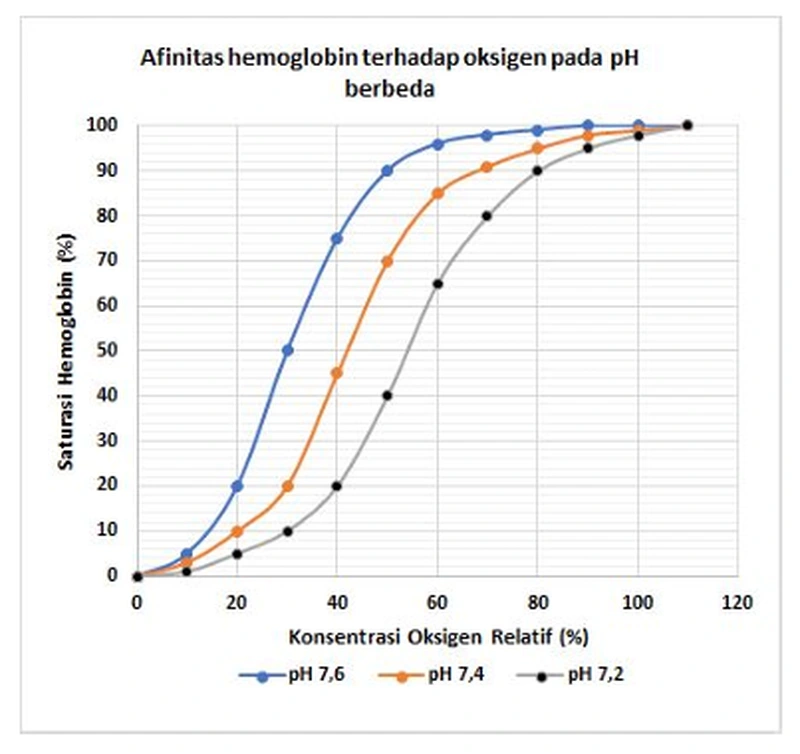 Afinitas hemoglobin terhadap oksigen pada pH
berbeda
Saturasi Hemoglobin (%)
100
90
80
70
60
50
40
30
20
10
0
0 20 40 60 80 100 120
Konsentrasi Oksigen Relatif (%)
pH 7,6 pH 7,4 pH 7,2